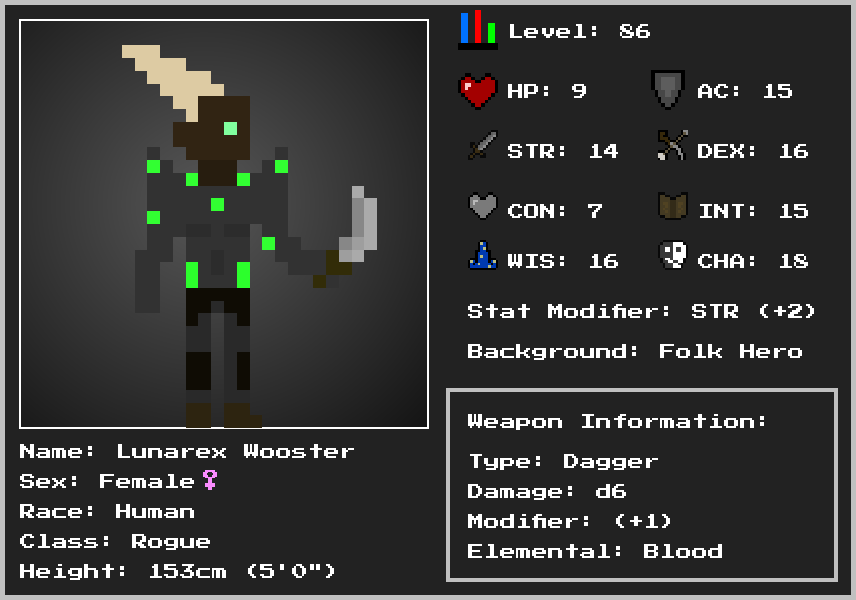 Level: 86
HP: 9
AC: 15
STR: 14
DEX: 16
CON: 7
INT: 15
WIS: 16
CHA: 18
Stat Modifier: STR (+2)
Background: Folk Hero
Weapon Information:
Type: Dagger
Damage: d6
Modifier: (+1)
Elemental: Blood
Name: Lunarex Wooster
Sex: Female♀
Race: Human
Class: Rogue
Height: 153cm (5'0")